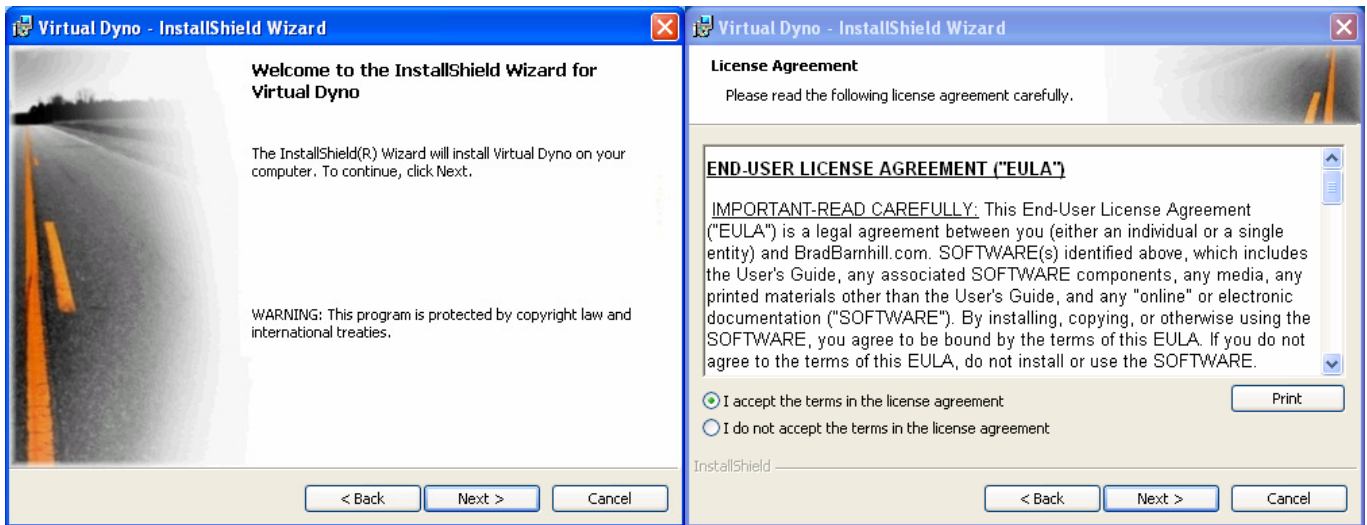 Virtual Dyno - InstallShield Wizard
Welcome to the InstallShield Wizard for
Virtual Dyno
The InstallShield(R) Wizard will install Virtual Dyno on your
computer. To continue, click Next.
WARNING: This program is protected by copyright law and
international treaties.
< Back Next > Cancel
Virtual Dyno - InstallShield Wizard
License Agreement
Please read the following license agreement carefully.
END-USER LICENSE AGREEMENT ("EULA")
IMPORTANT-READ CAREFULLY: This End-User License Agreement
("EULA") is a legal agreement between you (either an individual or a single
entity) and BradBarnhill.com. SOFTWARE(s) identified above, which includes
the User's Guide, any associated SOFTWARE components, any media, any
printed materials other than the User's Guide, and any "online" or electronic
documentation ("SOFTWARE"). By installing, copying, or otherwise using the
SOFTWARE, you agree to be bound by the terms of this EULA. If you do not
agree to the terms of this EULA, do not install or use the SOFTWARE.
I accept the terms in the license agreement
Print
I do not accept the terms in the license agreement
InstallShield
< Back Next > Cancel